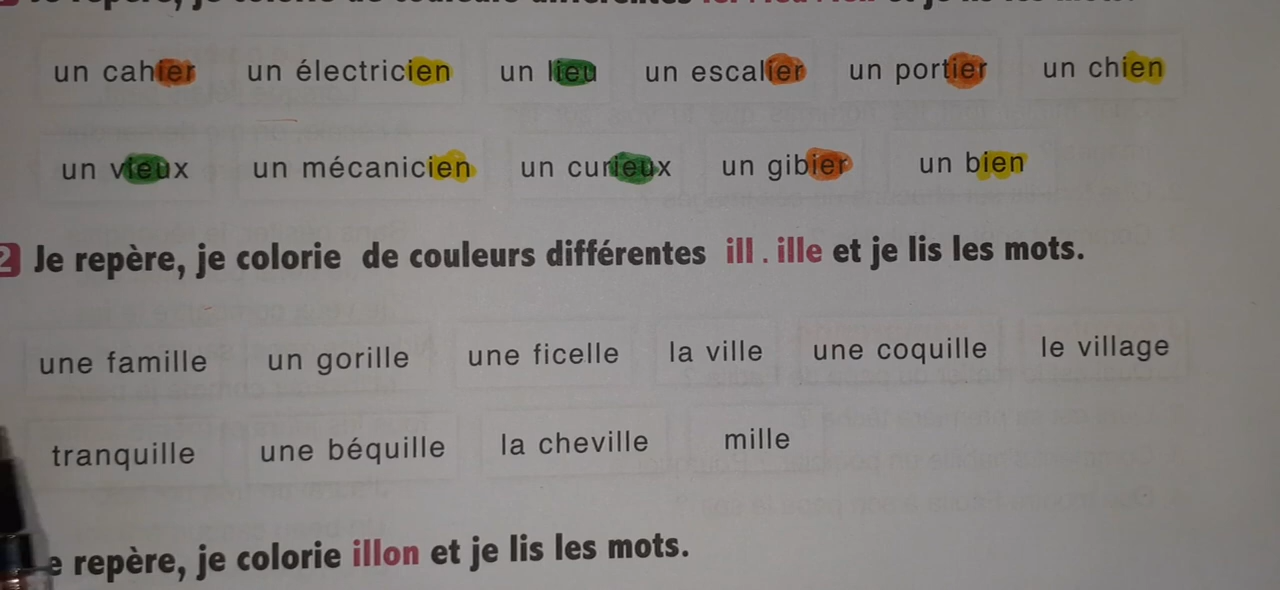 un cahier un électricien un lieu un escalier un portier un chien
un vieux un mécanicien un curieux un gibier un bien
2 Je repère, je colorie de couleurs différentes ill . ille et je lis les mots.
une famille un gorille une ficelle la ville une coquille le village
tranquille une béquille la cheville mille
e repère, je colorie illon et je lis les mots.